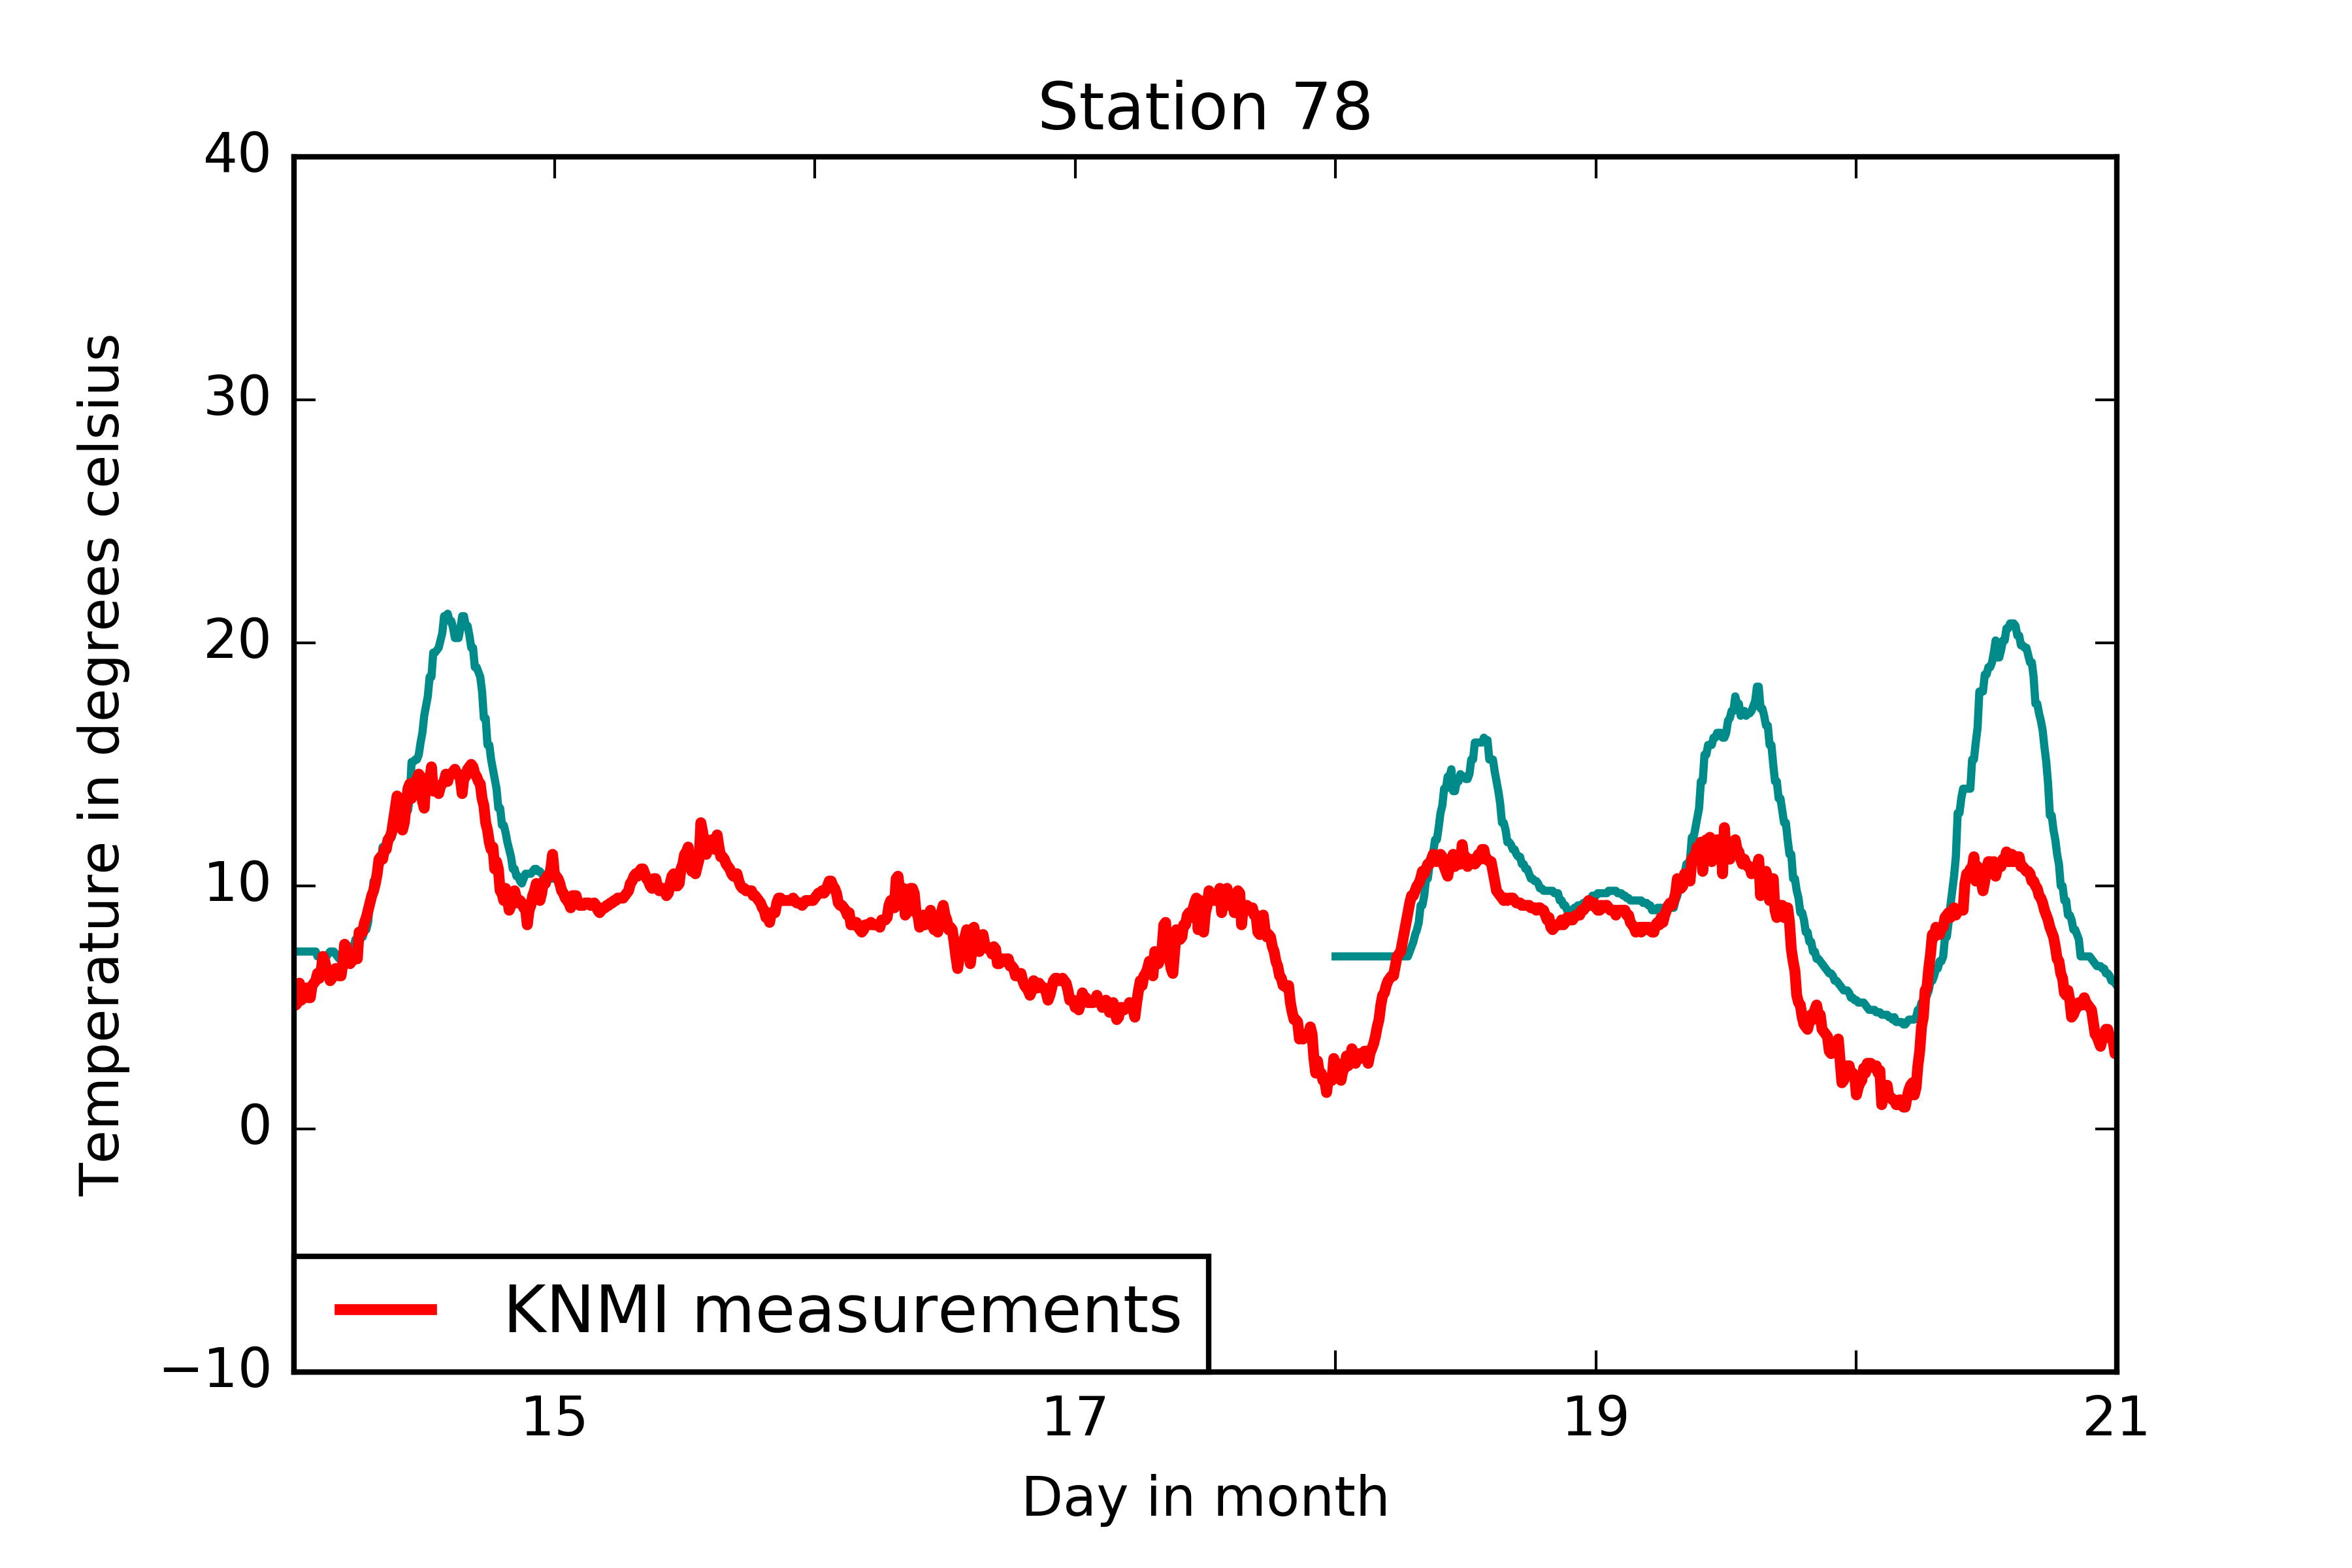 Station 78
40
30
20
10
0
−10
Temperature in degrees celsius
KNMI measurements
15 17 19 21
Day in month